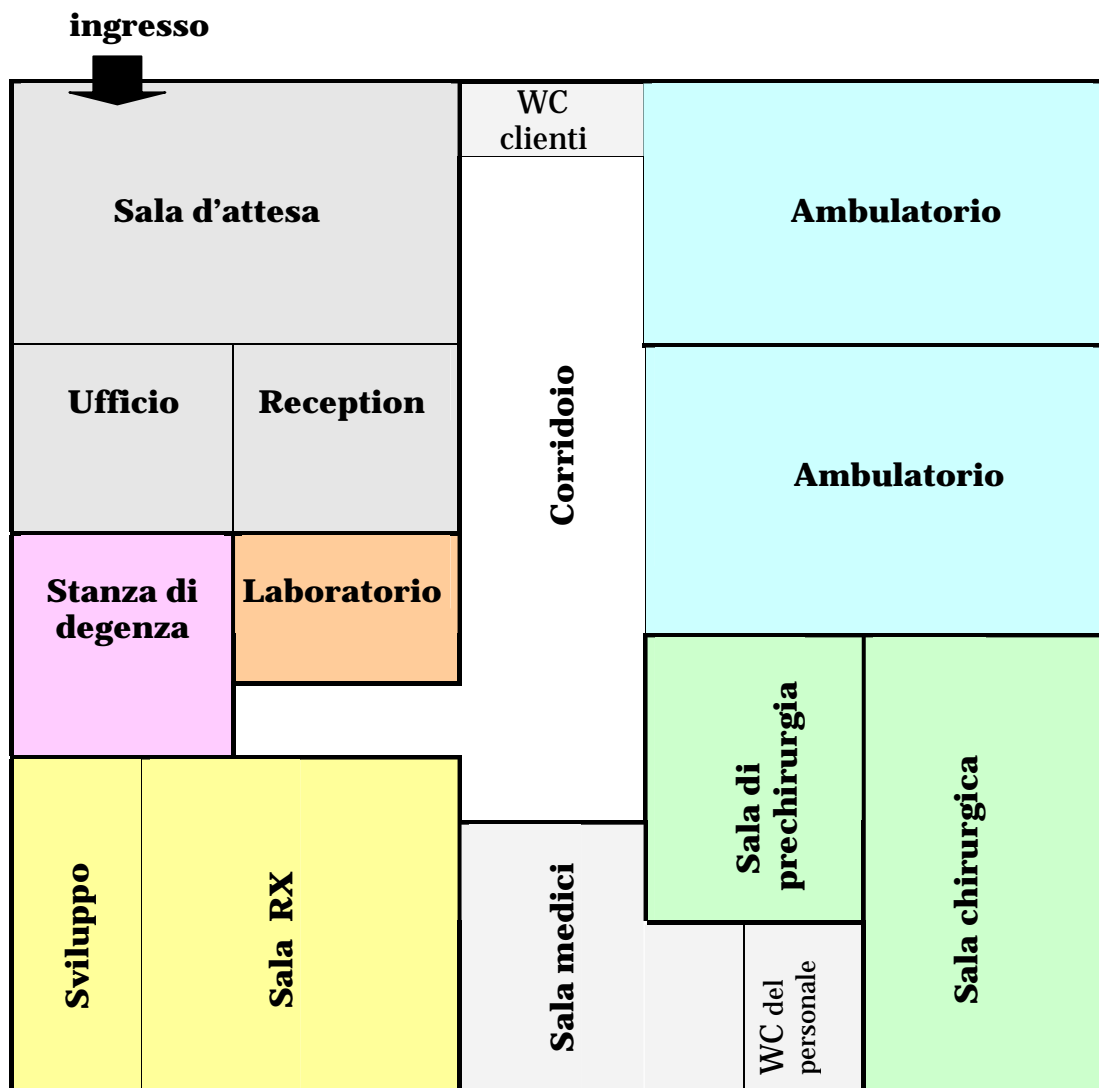 ingresso
WC
clienti
Sala d’attesa
Ambulatorio
Ufficio
Reception
Corridoio
Ambulatorio
Stanza di
degenza
Laboratorio
Sala di
prechirurgia
Sala chirurgica
Sviluppo
Sala RX
Sala medici
WC del
personale